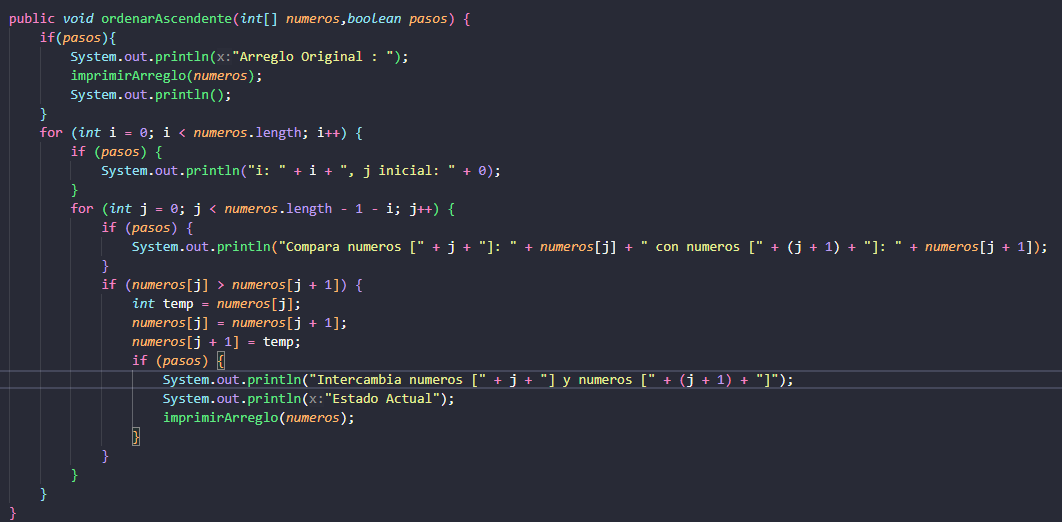 public void ordenarAscendente(int[] numeros,boolean pasos) {
    if(pasos){
        System.out.println(x:"Arreglo Original : ");
        imprimirArreglo(numeros);
        System.out.println();
    }
    for (int i = 0; i < numeros.length; i++) {
        if (pasos) {
            System.out.println("i: " + i + ", j inicial: " + 0);
        }
        for (int j = 0; j < numeros.length - 1 - i; j++) {
            if (pasos) {
                System.out.println("Compara numeros [" + j + "]: " + numeros[j] + " con numeros [" + (j + 1) + "]: " + numeros[j + 1]);
            }
            if (numeros[j] > numeros[j + 1]) {
                int temp = numeros[j];
                numeros[j] = numeros[j + 1];
                numeros[j + 1] = temp;
                if (pasos) {
                    System.out.println("Intercambia numeros [" + j + "] y numeros [" + (j + 1) + "]");
                    System.out.println(x:"Estado Actual");
                    imprimirArreglo(numeros);
                }
            }
        }
    }
}